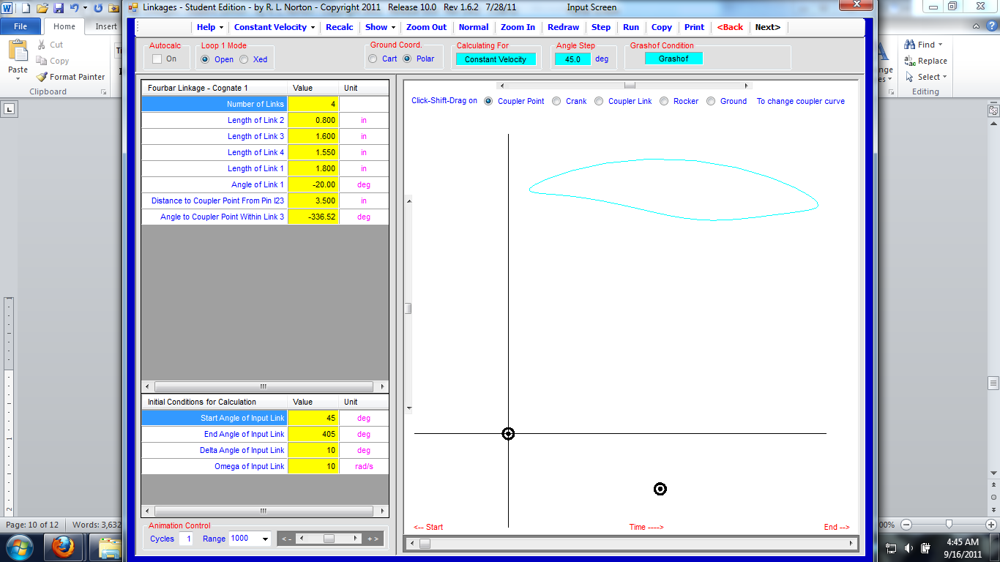 Linkages - Student Edition - by R. L. Norton - Copyright 2011 Release 10.0 Rev 1.6.2 7/28/11 Input Screen
File Home Insert
Help Constant Velocity Recalc Show Zoom Out Normal Zoom In Redraw Step Run Copy Print <Back Next>
Paste
Cut
Copy
Format Painter
Clipboard
Autocalc
On
Loop 1 Mode
Open Xed
Ground Coord.
Cart Polar
Calculating For
Constant Velocity
Angle Step
45.0 deg
Grashof Condition
Grashof
Find
Replace
Select
Editing
Fourbar Linkage - Cognate 1 Value Unit
Number of Links 4
Length of Link 2 0.800 in
Length of Link 3 1.600 in
Length of Link 4 1.550 in
Length of Link 1 1.800 in
Angle of Link 1 -20.00 deg
Distance to Coupler Point From Pin I23 3.500 in
Angle to Coupler Point Within Link 3 -336.52 deg
Click-Shift-Drag on Coupler Point Crank Coupler Link Rocker Ground To change coupler curve
Initial Conditions for Calculation Value Unit
Start Angle of Input Link 45 deg
End Angle of Input Link 405 deg
Delta Angle of Input Link 10 deg
Omega of Input Link 10 rad/s
<-- Start Time ----> End -->
Animation Control
Cycles 1 Range 1000 < - + >
Page: 10 of 12 Words: 3,632
4:45 AM
9/16/2011